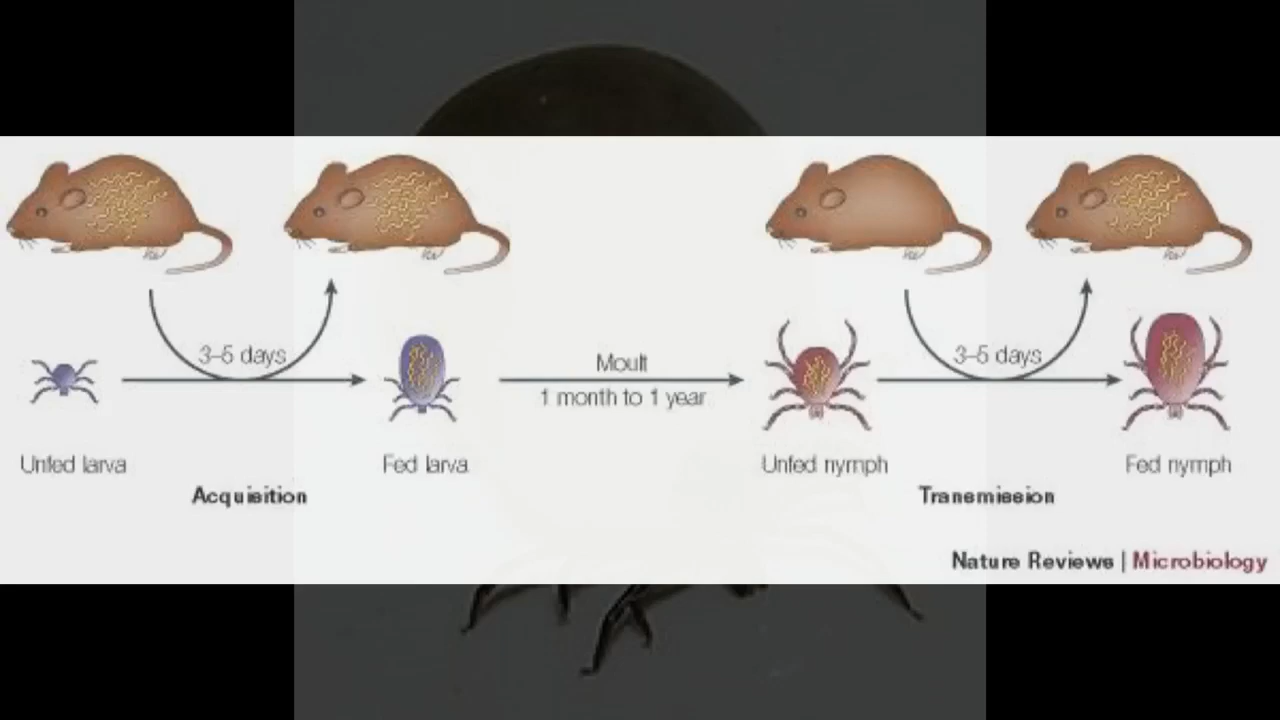 3–5 days
3–5 days
Moult
1 month to 1 year
Unfed larva
Fed larva
Unfed nymph
Fed nymph
Acquisition
Transmission
Nature Reviews | Microbiology